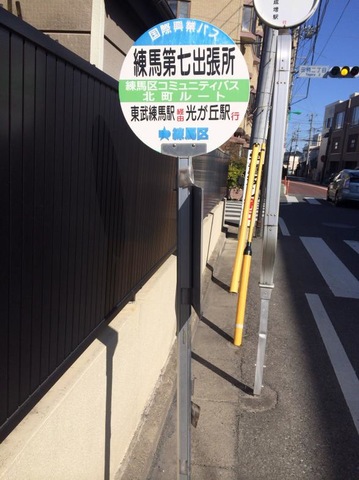 国際興業バス
練馬第七出張所
練馬区コミュニティバス
北町ルート
東武練馬駅 経由 光が丘駅 行
練馬区